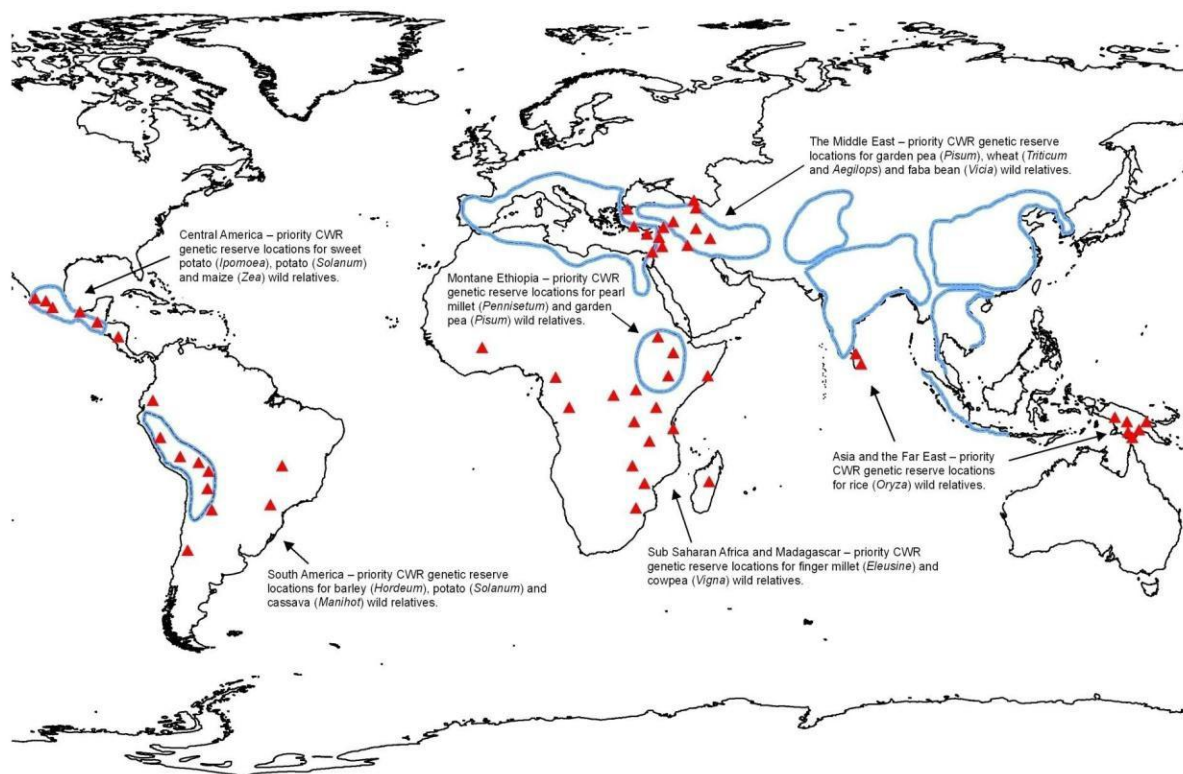 The Middle East – priority CWR genetic reserve
locations for garden pea (Pisum), wheat (Triticum
and Aegilops) and faba bean (Vicia) wild relatives.
Central America – priority CWR
genetic reserve locations for sweet
potato (Ipomoea), potato (Solanum)
and maize (Zea) wild relatives.
Montane Ethiopia – priority CWR
genetic reserve locations for pearl
millet (Pennisetum) and garden
pea (Pisum) wild relatives.
Asia and the Far East – priority
CWR genetic reserve locations
for rice (Oryza) wild relatives.
Sub Saharan Africa and Madagascar – priority CWR
genetic reserve locations for finger millet (Eleusine) and
cowpea (Vigna) wild relatives.
South America – priority CWR genetic reserve
locations for barley (Hordeum), potato (Solanum) and
cassava (Manihot) wild relatives.